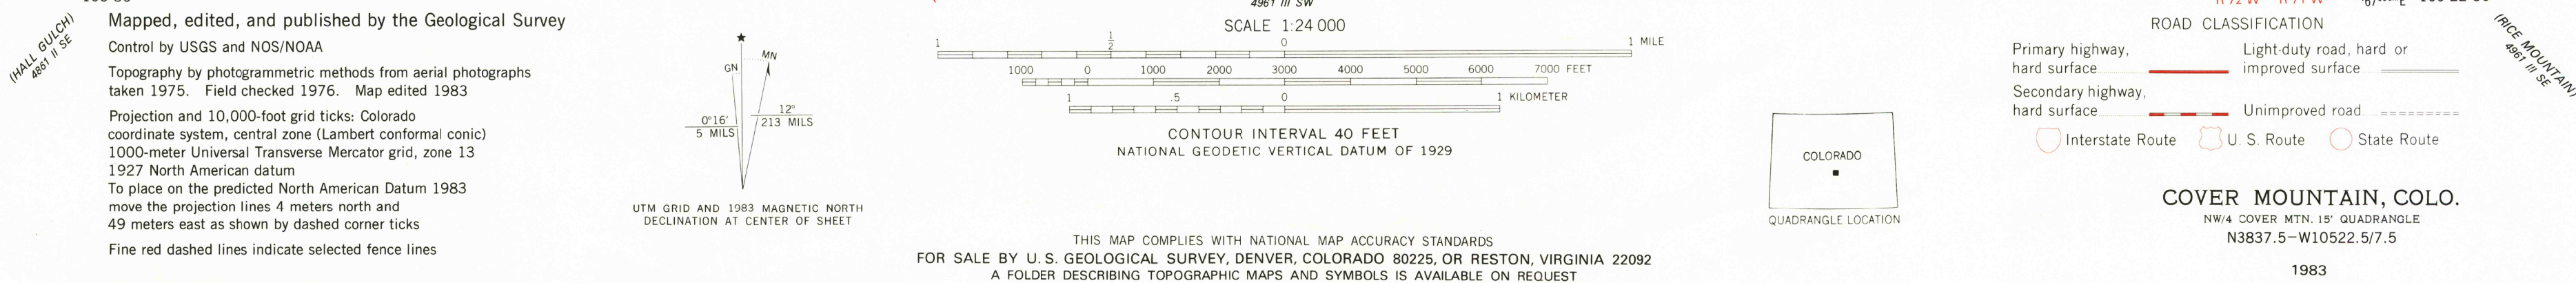 (HALL GULCH)
4861 II SE
Mapped, edited, and published by the Geological Survey
Control by USGS and NOS/NOAA
Topography by photogrammetric methods from aerial photographs
taken 1975. Field checked 1976. Map edited 1983
Projection and 10,000-foot grid ticks: Colorado
coordinate system, central zone (Lambert conformal conic)
1000-meter Universal Transverse Mercator grid, zone 13
1927 North American datum
To place on the predicted North American Datum 1983
move the projection lines 4 meters north and
49 meters east as shown by dashed corner ticks
Fine red dashed lines indicate selected fence lines
★
GN
MN
0°16'
5 MILS
12°
213 MILS
UTM GRID AND 1983 MAGNETIC NORTH
DECLINATION AT CENTER OF SHEET
4961 III SW
SCALE 1:24 000
1 1/2 0 1 MILE
1000 0 1000 2000 3000 4000 5000 6000 7000 FEET
1 .5 0 1 KILOMETER
CONTOUR INTERVAL 40 FEET
NATIONAL GEODETIC VERTICAL DATUM OF 1929
THIS MAP COMPLIES WITH NATIONAL MAP ACCURACY STANDARDS
FOR SALE BY U.S. GEOLOGICAL SURVEY, DENVER, COLORADO 80225, OR RESTON, VIRGINIA 22092
A FOLDER DESCRIBING TOPOGRAPHIC MAPS AND SYMBOLS IS AVAILABLE ON REQUEST
COLORADO
QUADRANGLE LOCATION
R 72 W R 71 W
ROAD CLASSIFICATION
Primary highway,
hard surface
Light-duty road, hard or
improved surface
Secondary highway,
hard surface
Unimproved road
Interstate Route U. S. Route State Route
COVER MOUNTAIN, COLO.
NW/4 COVER MTN. 15' QUADRANGLE
N3837.5–W10522.5/7.5
1983
(RICE MOUNTAIN)
4961 III SE